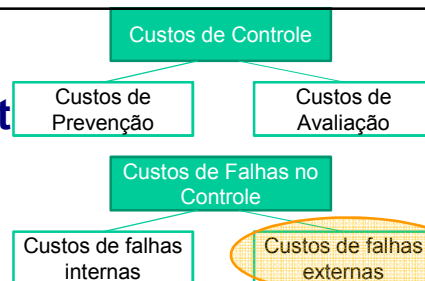 Custos de Controle
t
Custos de
Prevenção
Custos de
Avaliação
Custos de Falhas no
Controle
Custos de falhas
internas
Custos de falhas
externas